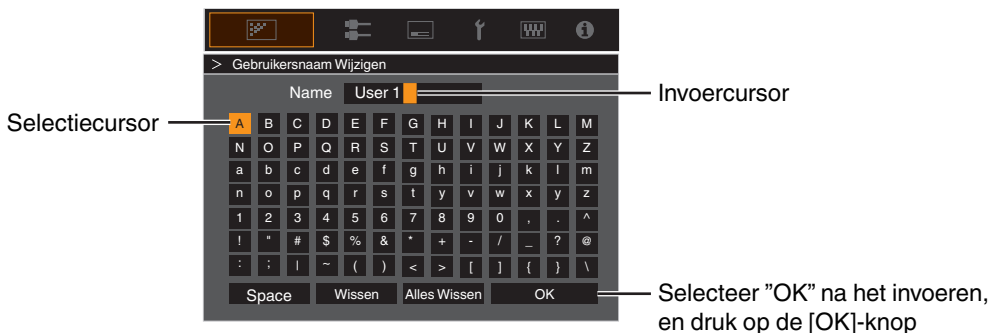 > Gebruikersnaam Wijzigen
Name User 1
Invoercursor
Selectiecursor
A B C D E F G H I J K L M
N O P Q R S T U V W X Y Z
a b c d e f g h i j k l m
n o p q r s t y v w x y z
1 2 3 4 5 6 7 8 9 0 , . ^
! " # $ % & * + - / _ ? @
: ; | ~ ( ) < > [ ] { } \
Space Wissen Alles Wissen OK
Selecteer ”OK” na het invoeren,
en druk op de [OK]-knop